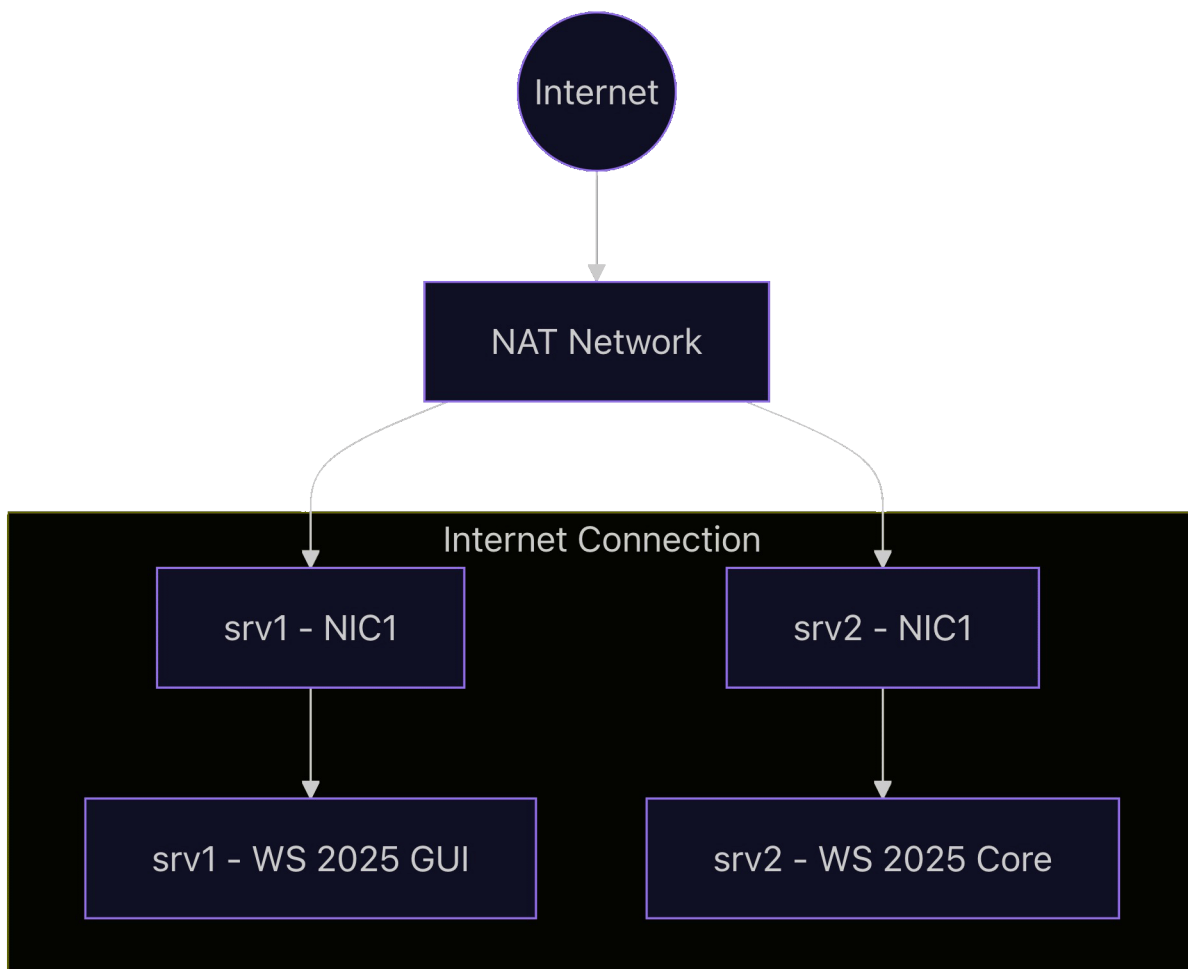 Internet
NAT Network
Internet Connection
srv1 - NIC1
srv2 - NIC1
srv1 - WS 2025 GUI
srv2 - WS 2025 Core